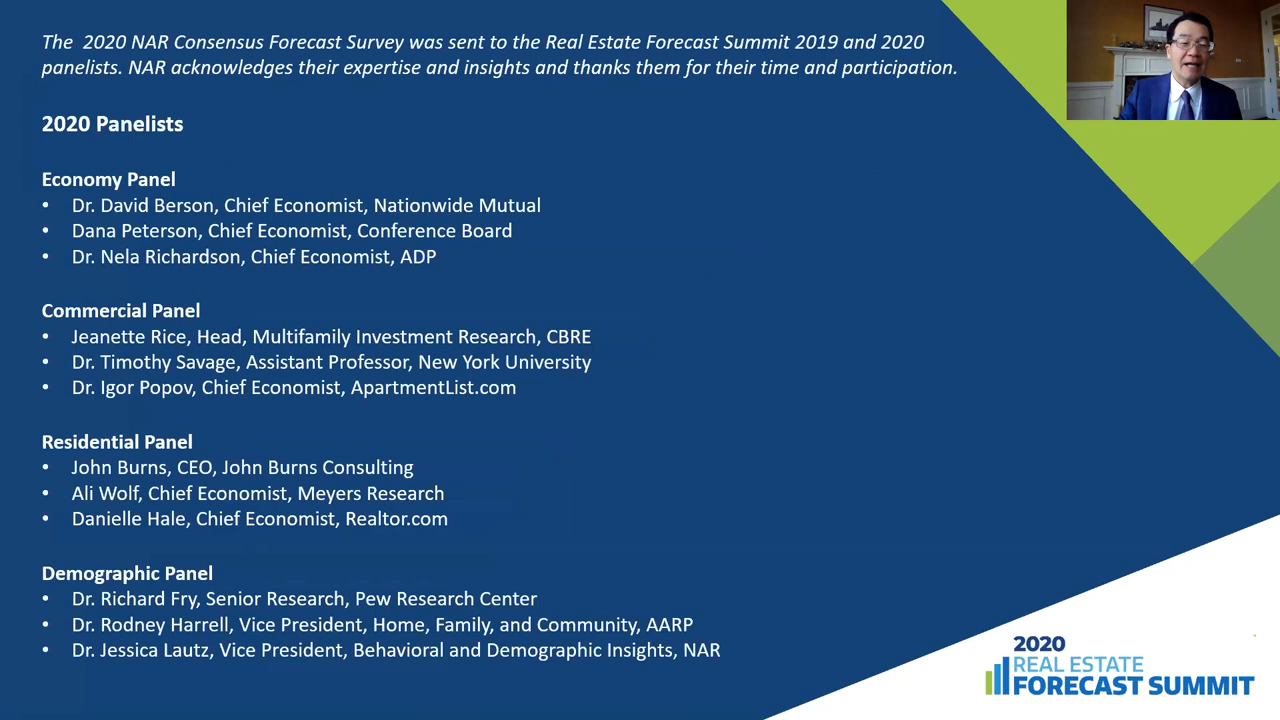 The 2020 NAR Consensus Forecast Survey was sent to the Real Estate Forecast Summit 2019 and 2020
panelists. NAR acknowledges their expertise and insights and thanks them for their time and participation.
2020 Panelists
Economy Panel
• Dr. David Berson, Chief Economist, Nationwide Mutual
• Dana Peterson, Chief Economist, Conference Board
• Dr. Nela Richardson, Chief Economist, ADP
Commercial Panel
• Jeanette Rice, Head, Multifamily Investment Research, CBRE
• Dr. Timothy Savage, Assistant Professor, New York University
• Dr. Igor Popov, Chief Economist, ApartmentList.com
Residential Panel
• John Burns, CEO, John Burns Consulting
• Ali Wolf, Chief Economist, Meyers Research
• Danielle Hale, Chief Economist, Realtor.com
Demographic Panel
• Dr. Richard Fry, Senior Research, Pew Research Center
• Dr. Rodney Harrell, Vice President, Home, Family, and Community, AARP
• Dr. Jessica Lautz, Vice President, Behavioral and Demographic Insights, NAR
2020
REAL ESTATE
FORECAST SUMMIT